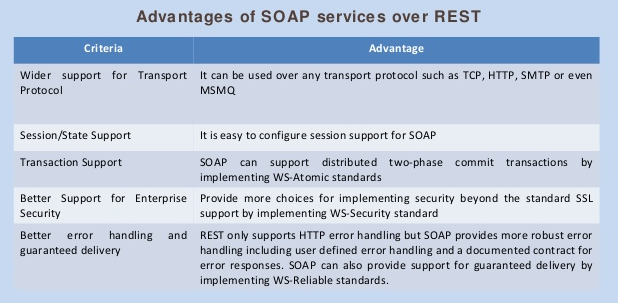 Advantages of SOAP services over REST
Criteria
Advantage
Wider support for Transport
Protocol
It can be used over any transport protocol such as TCP, HTTP, SMTP or even
MSMQ
Session/State Support
It is easy to configure session support for SOAP
Transaction Support
SOAP can support distributed two-phase commit transactions by
implementing WS-Atomic standards
Better Support for Enterprise
Security
Provide more choices for implementing security beyond the standard SSL
support by implementing WS-Security standard
Better error handling and
guaranteed delivery
REST only supports HTTP error handling but SOAP provides more robust error
handling including user defined error handling and a documented contract for
error responses. SOAP can also provide support for guaranteed delivery by
implementing WS-Reliable standards.